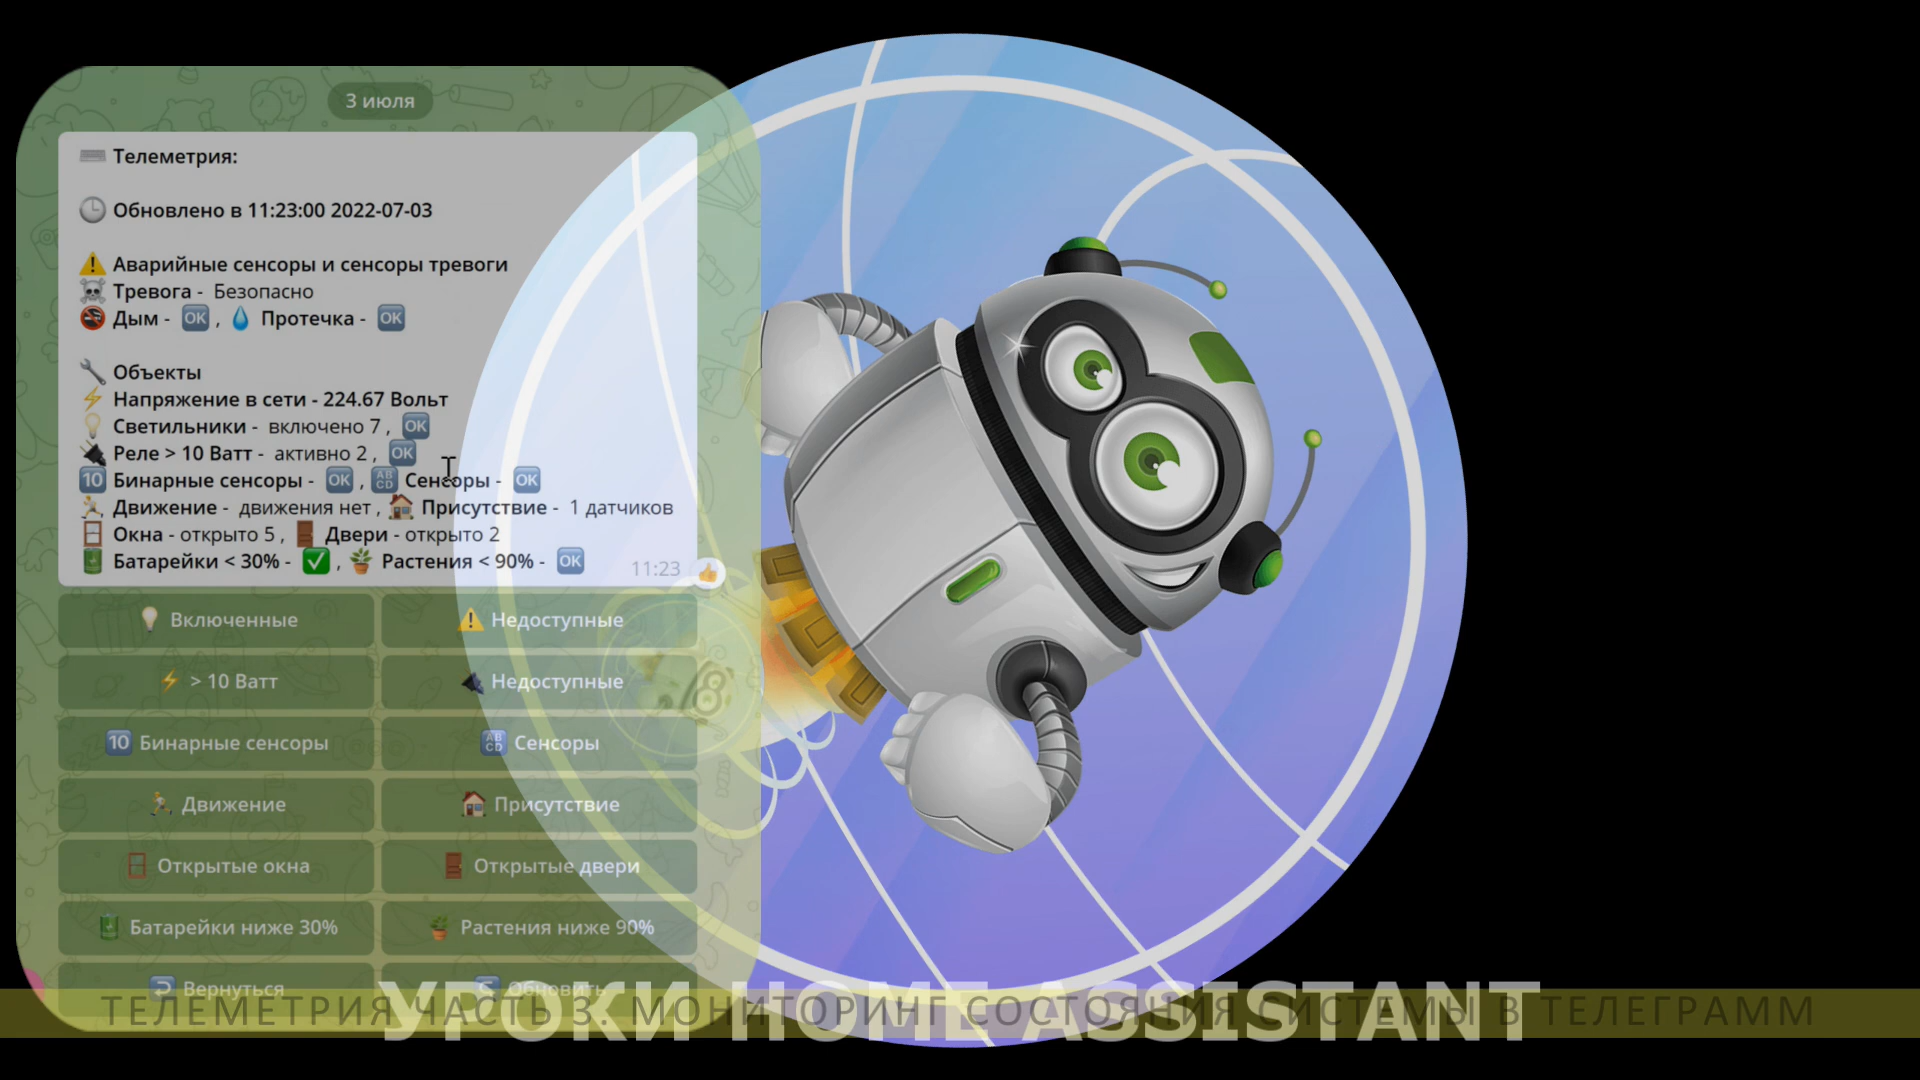 3 июля
Телеметрия:
Обновлено в 11:23:00 2022-07-03
Аварийные сенсоры и сенсоры тревоги
Тревога - Безопасно
Дым - OK , Протечка - OK
Объекты
Напряжение в сети - 224.67 Вольт
Светильники - включено 7 , OK
Реле > 10 Ватт - активно 2 , OK
10 Бинарные сенсоры - OK , ABCD Сенсоры - OK
Движение - движения нет , Присутствие - 1 датчиков
Окна - открыто 5 , Двери - открыто 2
Батарейки < 30% - ✅ , Растения < 90% - OK
11:23
Включенные
Недоступные
> 10 Ватт
Недоступные
10 Бинарные сенсоры
ABCD Сенсоры
Движение
Присутствие
Открытые окна
Открытые двери
Батарейки ниже 30%
Растения ниже 90%
Вернуться
Обновить
УРОКИ HOME ASSISTANT
ТЕЛЕМЕТРИЯ ЧАСТЬ 3. МОНИТОРИНГ СОСТОЯНИЯ СИСТЕМЫ В ТЕЛЕГРАММ